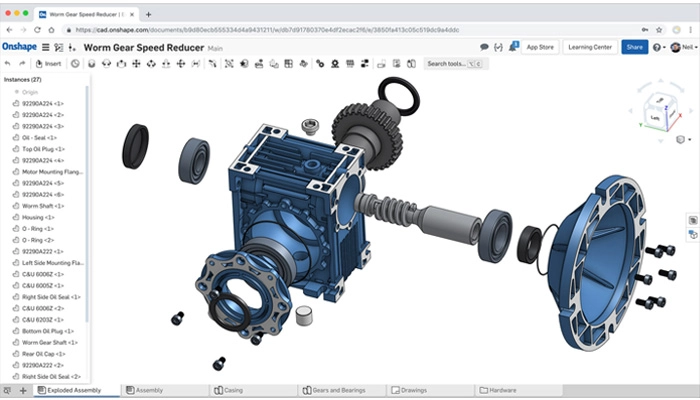 Worm Gear Speed Reducer |
https://cad.onshape.com/documents/
Onshape
Worm Gear Speed Reducer Main
App Store
Learning Center
Share
Neil
Insert
Search tools...
Instances (27)
Origin
92290A224 <1>
92290A224 <2>
92290A224 <3>
Oil - Seal <1>
Top Oil Plug <1>
92290A224 <4>
Motor Mounting Flang...
92290A224 <5>
92290A224 <6>
Worm Shaft <1>
Housing <1>
O - Ring <1>
O - Ring <2>
92290A222 <1>
Left Side Mounting Fla...
C&U 6006Z <1>
C&U 6005Z <1>
Right Side Oil Seal <1>
C&U 6006Z <2>
C&U 6203Z <1>
Bottom Oil Plug <1>
Worm Gear Shaft <1>
Rear Oil Cap <1>
92290A222 <2>
Right Side Oil Seal <2>
Z
X
Y
Left
Exploded Assembly
Assembly
Casing
Gears and Bearings
Drawings
Hardware